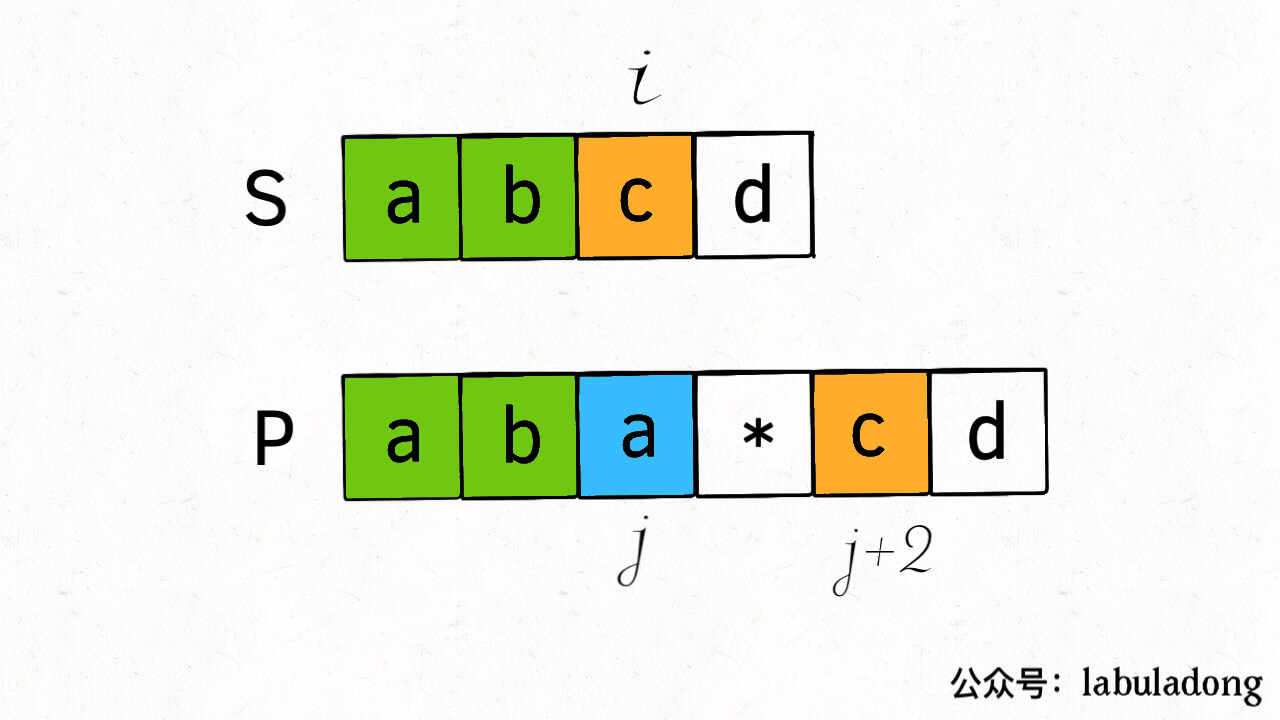 i
S a b c d
P a b a * c d
j j+2
公众号：labuladong